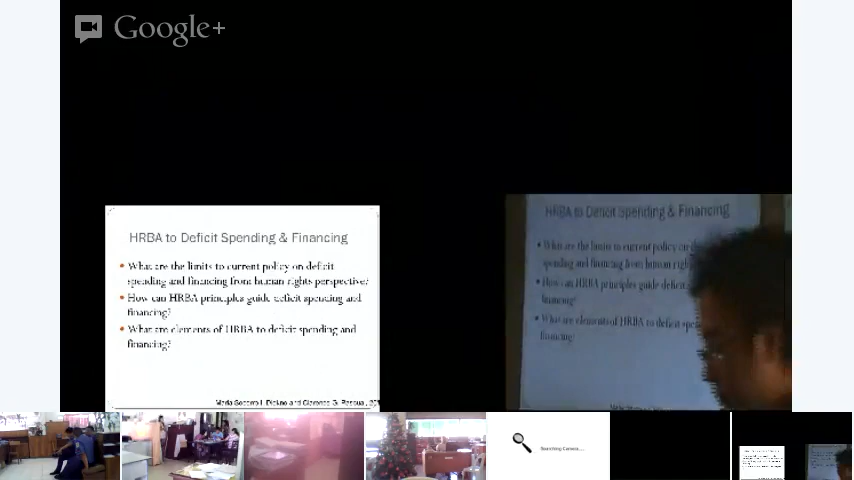 Google+
HRBA to Deficit Spending & Financing
• What are the limits to current policy on deficit
spending and financing from human rights perspective?
• How can HRBA principles guide deficit spending and
financing?
• What are elements of HRBA to deficit spending and
financing?
HRBA to Deficit Spending & Financing
• What are the limits to current policy on
spending and financing from human
• How can HRBA principles guide deficit
financing?
• What are elements of HRBA to deficit
financing?
Searching Camera...